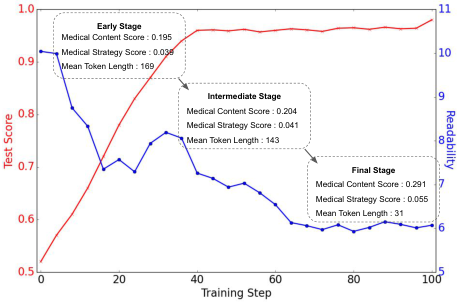 Early Stage
Medical Content Score : 0.195
Medical Strategy Score : 0.039
Mean Token Length : 169
Intermediate Stage
Medical Content Score : 0.204
Medical Strategy Score : 0.041
Mean Token Length : 143
Final Stage
Medical Content Score : 0.291
Medical Strategy Score : 0.055
Mean Token Length : 31
Test Score
1.0
0.9
0.8
0.7
0.6
0.5
Readability
11
10
9
8
7
6
5
0
20
40
60
80
100
Training Step